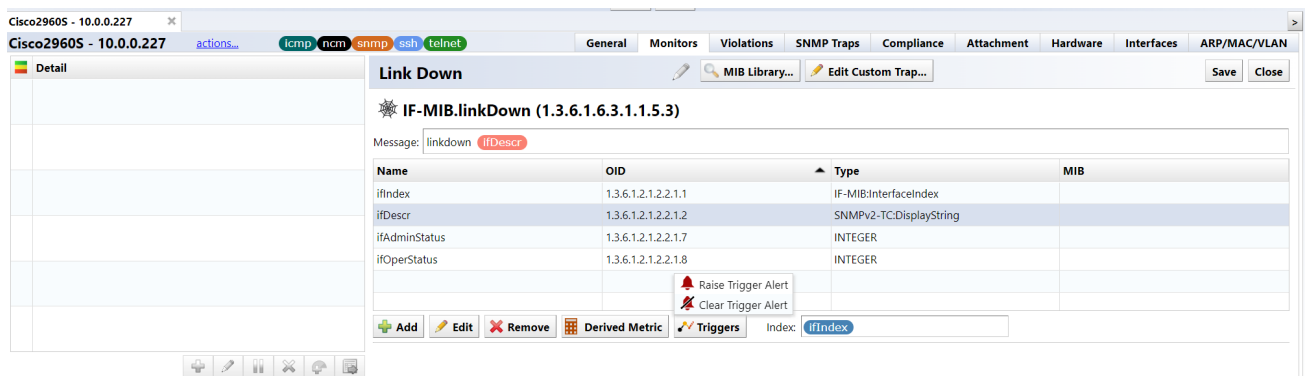 Cisco2960S - 10.0.0.227
Cisco2960S - 10.0.0.227 actions... icmp ncm snmp ssh telnet General Monitors Violations SNMP Traps Compliance Attachment Hardware Interfaces ARP/MAC/VLAN
Detail
Link Down MIB Library... Edit Custom Trap... Save Close
IF-MIB.linkDown (1.3.6.1.6.3.1.1.5.3)
Message: linkdown ifDescr
Name OID Type MIB
ifIndex 1.3.6.1.2.1.2.2.1.1 IF-MIB:InterfaceIndex
ifDescr 1.3.6.1.2.1.2.2.1.2 SNMPv2-TC:DisplayString
ifAdminStatus 1.3.6.1.2.1.2.2.1.7 INTEGER
ifOperStatus 1.3.6.1.2.1.2.2.1.8 INTEGER
Raise Trigger Alert
Clear Trigger Alert
Add Edit Remove Derived Metric Triggers Index: ifIndex